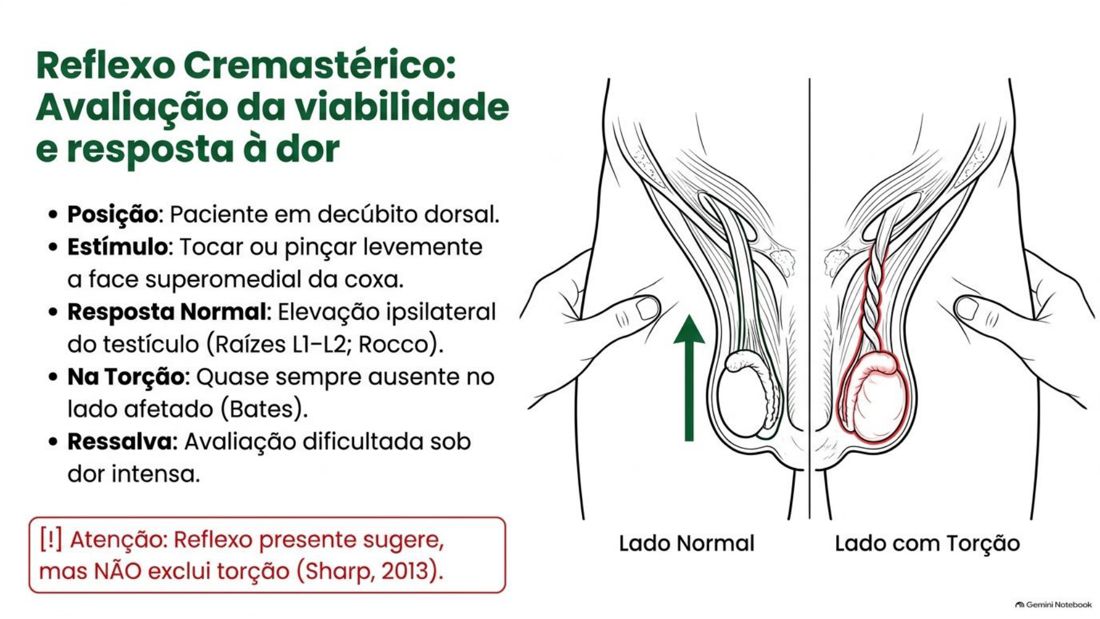 Reflexo Cremastérico:
Avaliação da viabilidade
e resposta à dor
• Posição: Paciente em decúbito dorsal.
• Estímulo: Tocar ou pinçar levemente
a face superomedial da coxa.
• Resposta Normal: Elevação ipsilateral
do testículo (Raízes L1-L2; Rocco).
• Na Torção: Quase sempre ausente no
lado afetado (Bates).
• Ressalva: Avaliação dificultada sob
dor intensa.
[!] Atenção: Reflexo presente sugere,
mas NÃO exclui torção (Sharp, 2013).
Lado Normal
Lado com Torção
Gemini Notebook